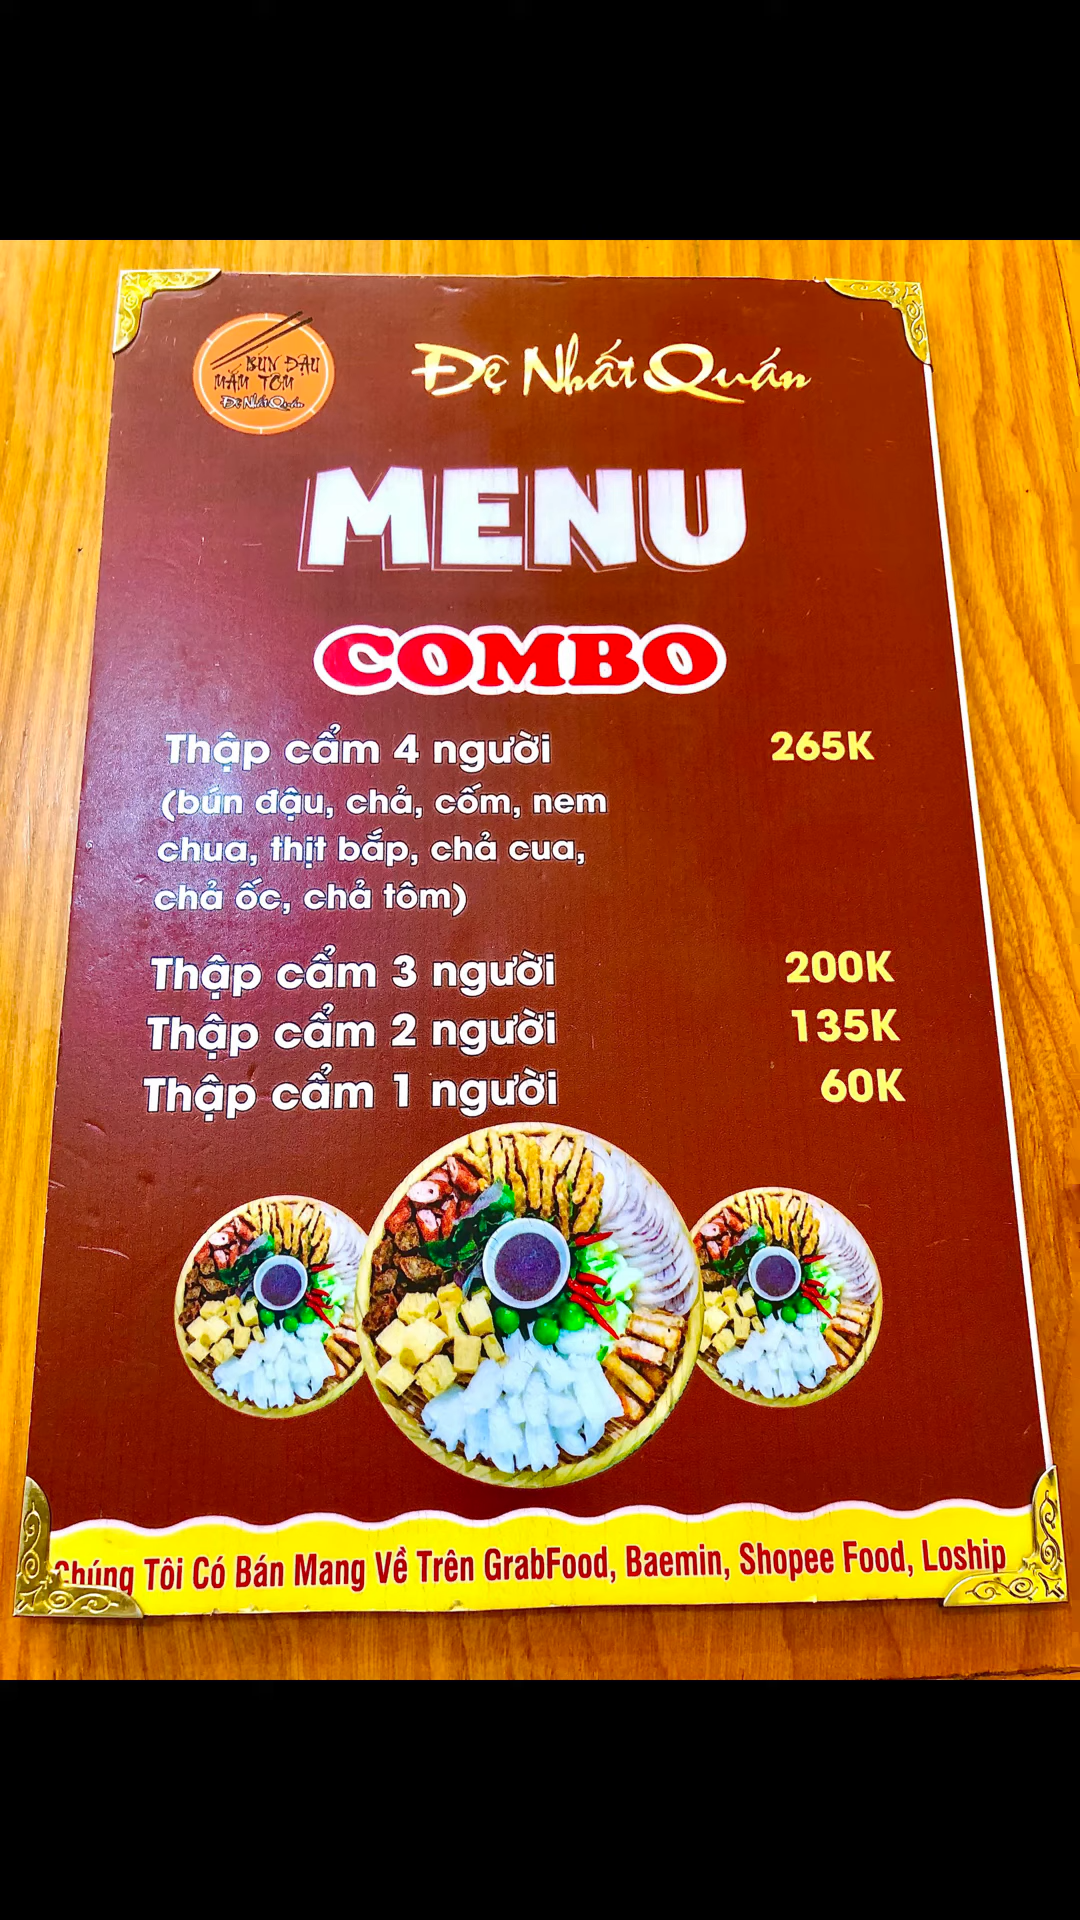 BÚN ĐẬU
MẮM TÔM
Đệ Nhất Quán
Đệ Nhất Quán
MENU
COMBO
Thập cẩm 4 người 265K
(bún đậu, chả, cốm, nem
chua, thịt bắp, chả cua,
chả ốc, chả tôm)
Thập cẩm 3 người 200K
Thập cẩm 2 người 135K
Thập cẩm 1 người 60K
Chúng Tôi Có Bán Mang Về Trên GrabFood, Baemin, Shopee Food, Loship